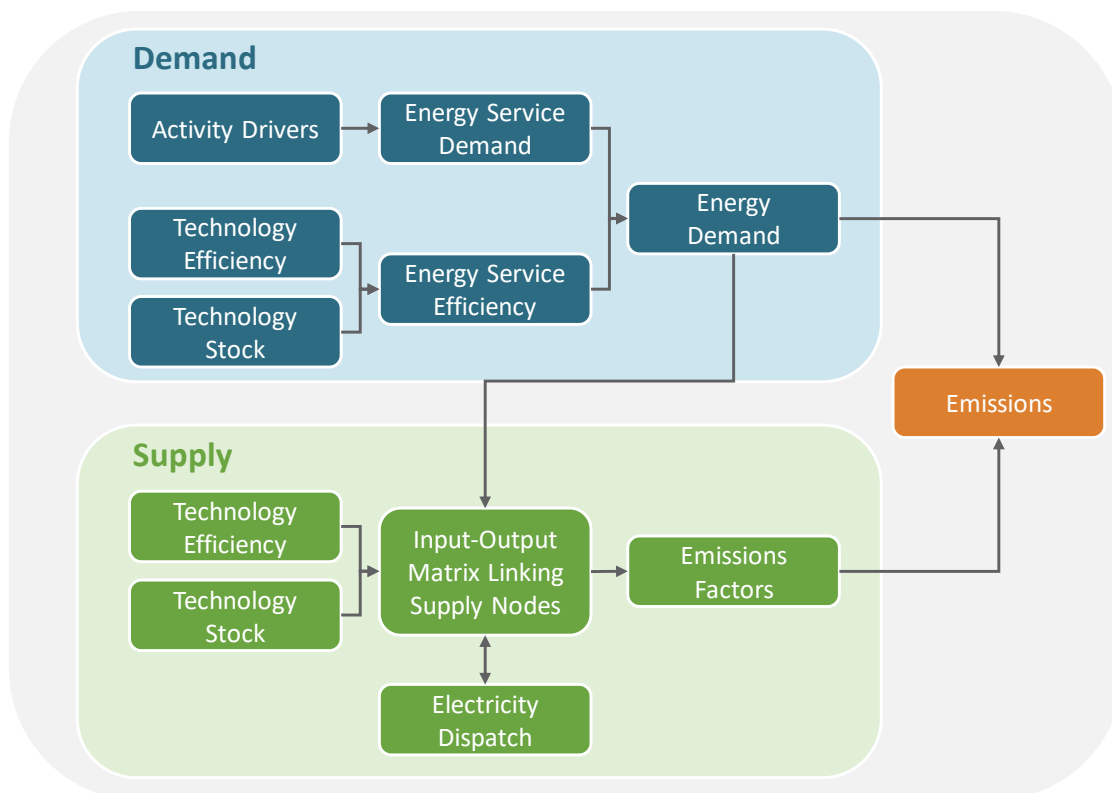 Demand
Activity Drivers
Energy Service
Demand
Technology
Efficiency
Technology
Stock
Energy Service
Efficiency
Energy
Demand
Emissions
Supply
Technology
Efficiency
Technology
Stock
Input-Output
Matrix Linking
Supply Nodes
Emissions
Factors
Electricity
Dispatch